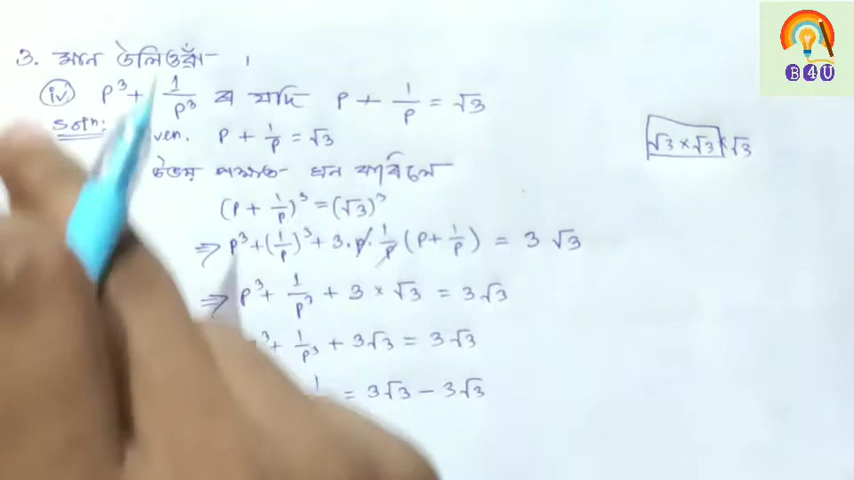 3. মান উলিওৱাঁ- ।
(iv) p³ + 1/p³ ৰ যদি p + 1/p = √3
Soln: ven. p + 1/p = √3
√3 × √3 × √3
উভয় পক্ষত- ঘন কৰিলে
(p + 1/p)³ = (√3)³
⇒ p³ + (1/p)³ + 3·p·1/p (p + 1/p) = 3√3
⇒ p³ + 1/p³ + 3 × √3 = 3√3
³ + 1/p³ + 3√3 = 3√3
= 3√3 − 3√3
B4U